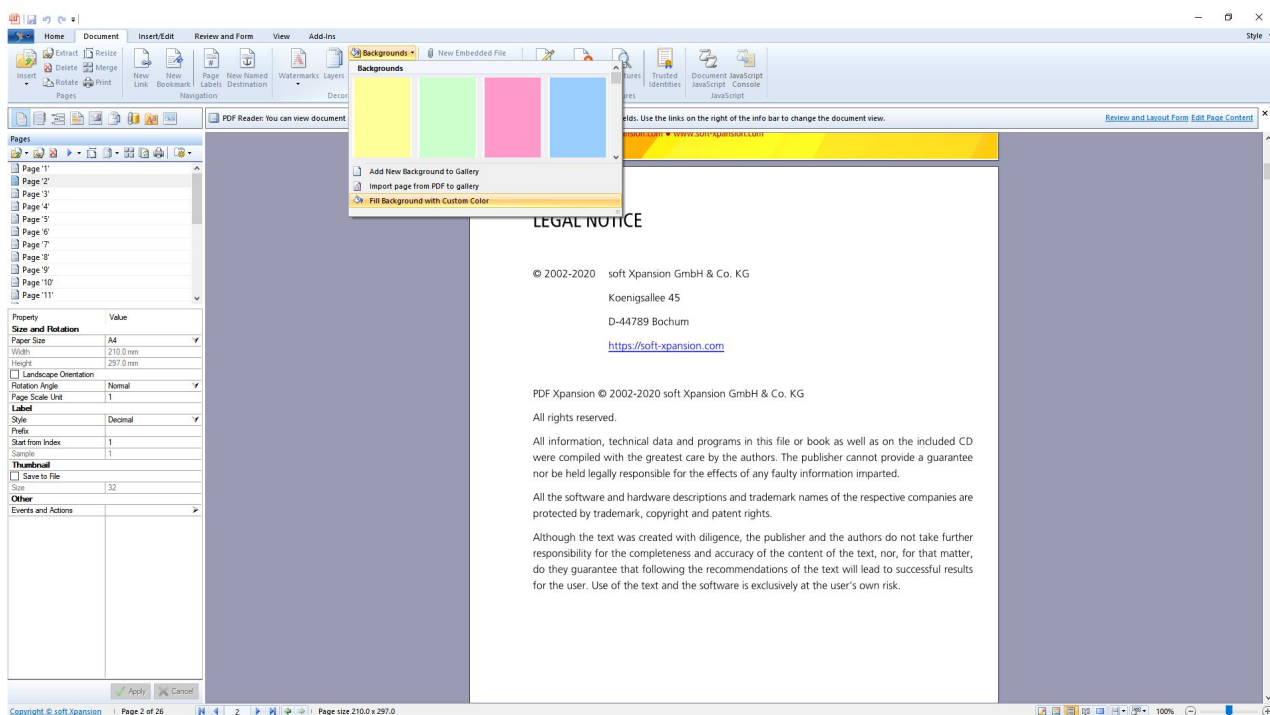 Home Document Insert/Edit Review and Form View Add-Ins Style
Extract Resize
Delete Merge
Rotate Print
Insert
Pages
New Link
New Bookmark
Page Labels
New Named Destination
Navigation
Watermarks Layers
Backgrounds
New Embedded File
Decor
Trusted Identities
Document JavaScript
JavaScript Console
JavaScript
Backgrounds
Add New Background to Gallery
Import page from PDF to gallery
Fill Background with Custom Color
PDF Reader: You can view document
elds. Use the links on the right of the info bar to change the document view.
Review and Layout Form Edit Page Content
Pages
Page '1'
Page '2'
Page '3'
Page '4'
Page '5'
Page '6'
Page '7'
Page '8'
Page '9'
Page '10'
Page '11'
Property Value
Size and Rotation
Paper Size A4
Width 210.0 mm
Height 297.0 mm
Landscape Orientation
Rotation Angle Normal
Page Scale Unit 1
Label
Style Decimal
Prefix
Start from Index 1
Sample 1
Thumbnail
Save to File
Size 32
Other
Events and Actions
Apply Cancel
www.soft-xpansion.com
LEGAL NOTICE
© 2002-2020 soft Xpansion GmbH & Co. KG
Koenigsallee 45
D-44789 Bochum
https://soft-xpansion.com
PDF Xpansion © 2002-2020 soft Xpansion GmbH & Co. KG
All rights reserved.
All information, technical data and programs in this file or book as well as on the included CD
were compiled with the greatest care by the authors. The publisher cannot provide a guarantee
nor be held legally responsible for the effects of any faulty information imparted.
All the software and hardware descriptions and trademark names of the respective companies are
protected by trademark, copyright and patent rights.
Although the text was created with diligence, the publisher and the authors do not take further
responsibility for the completeness and accuracy of the content of the text, nor, for that matter,
do they guarantee that following the recommendations of the text will lead to successful results
for the user. Use of the text and the software is exclusively at the user's own risk.
Copyright © soft Xpansion Page 2 of 26 2 Page size 210.0 x 297.0 100%